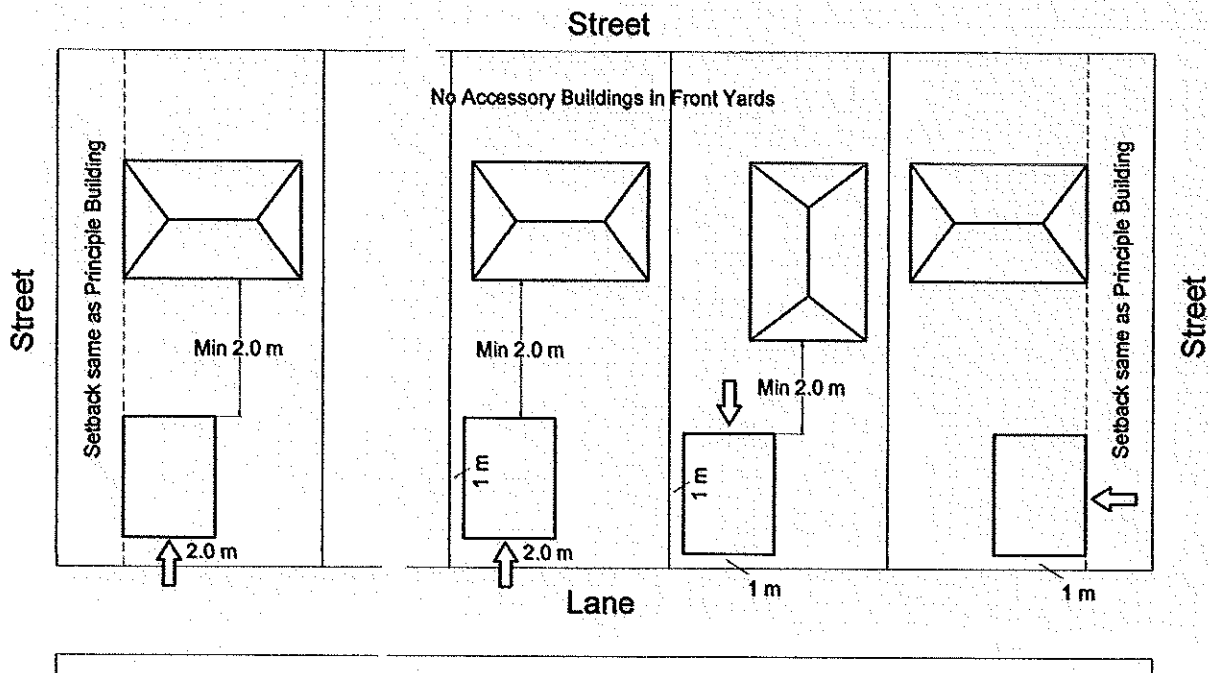 Street
No Accessory Buildings in Front Yards
Setback same as Principle Building
Street
Min 2.0 m
2.0 m
Min 2.0 m
1 m
2.0 m
Min 2.0 m
1 m
1 m
Setback same as Principle Building
Street
1 m
Lane